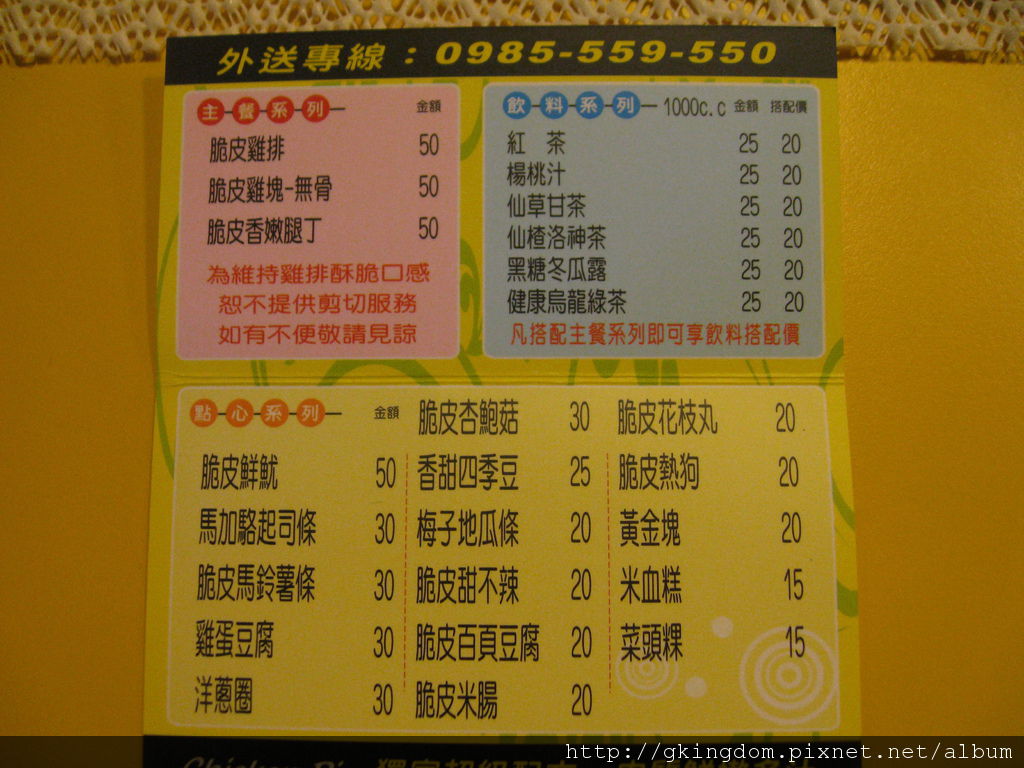 外送專線：0985-559-550
主餐系列 金額
脆皮雞排 50
脆皮雞塊-無骨 50
脆皮香嫩腿丁 50
為維持雞排酥脆口感
恕不提供剪切服務
如有不便敬請見諒
飲料系列 1000c.c 金額 搭配價
紅 茶 25 20
楊桃汁 25 20
仙草甘茶 25 20
仙楂洛神茶 25 20
黑糖冬瓜露 25 20
健康烏龍綠茶 25 20
凡搭配主餐系列即可享飲料搭配價
點心系列 金額
脆皮鮮魷 50
馬加駱起司條 30
脆皮馬鈴薯條 30
雞蛋豆腐 30
洋蔥圈 30
脆皮杏鮑菇 30
香甜四季豆 25
梅子地瓜條 20
脆皮甜不辣 20
脆皮百頁豆腐 20
脆皮米腸 20
脆皮花枝丸 20
脆皮熱狗 20
黃金塊 20
米血糕 15
菜頭粿 15
http://gkingdom.pixnet.net/album